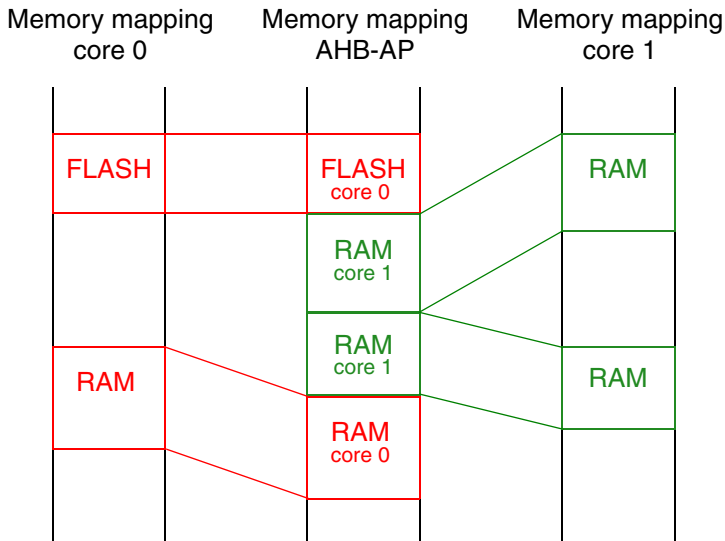 Memory mapping
core 0
Memory mapping
AHB-AP
Memory mapping
core 1
FLASH
FLASH
core 0
RAM
RAM
core 1
RAM
RAM
core 1
RAM
RAM
core 0